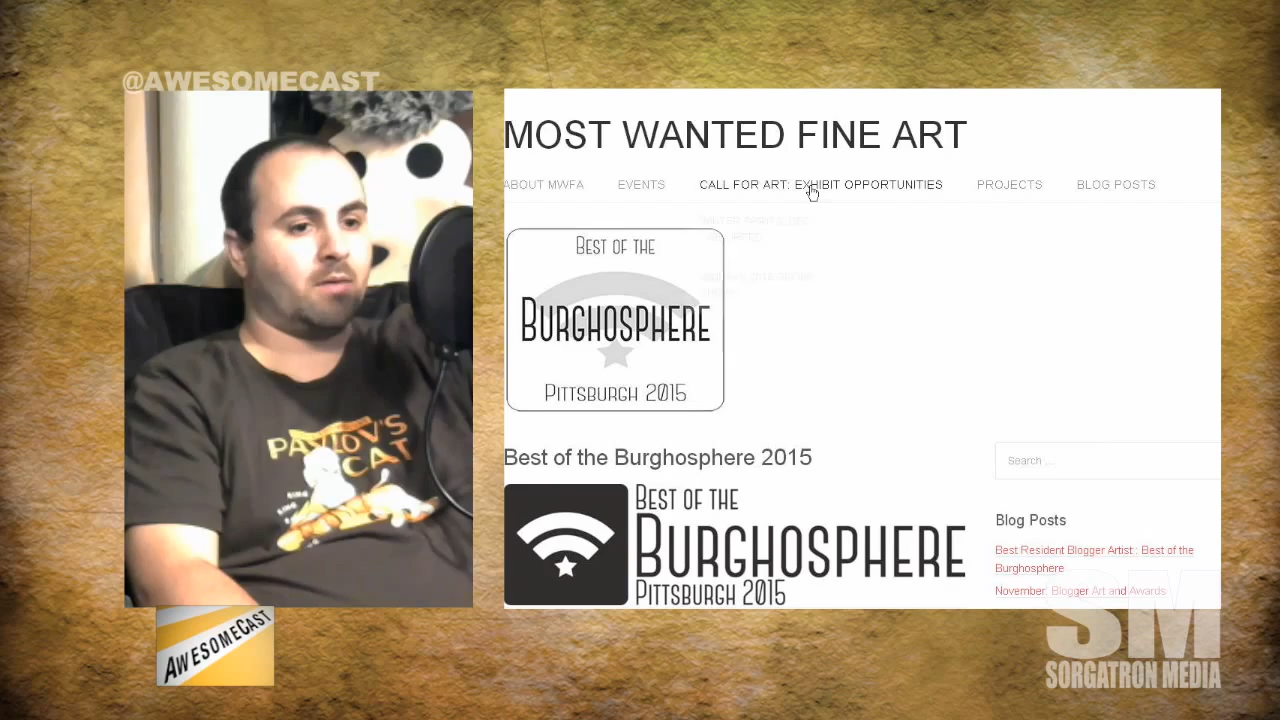 @AWESOMECAST
MOST WANTED FINE ART
ABOUT MWFA EVENTS CALL FOR ART: EXHIBIT OPPORTUNITIES PROJECTS BLOG POSTS
BEST OF THE
BURGHOSPHERE
PITTSBURGH 2015
PAVLOV'S
CAT
Best of the Burghosphere 2015
Search ...
BEST OF THE
BURGHOSPHERE
PITTSBURGH 2015
Blog Posts
Best Resident Blogger Artist : Best of the
Burghosphere
November: Blogger Art and Awards
AWESOMECAST
SM
SORGATRON MEDIA